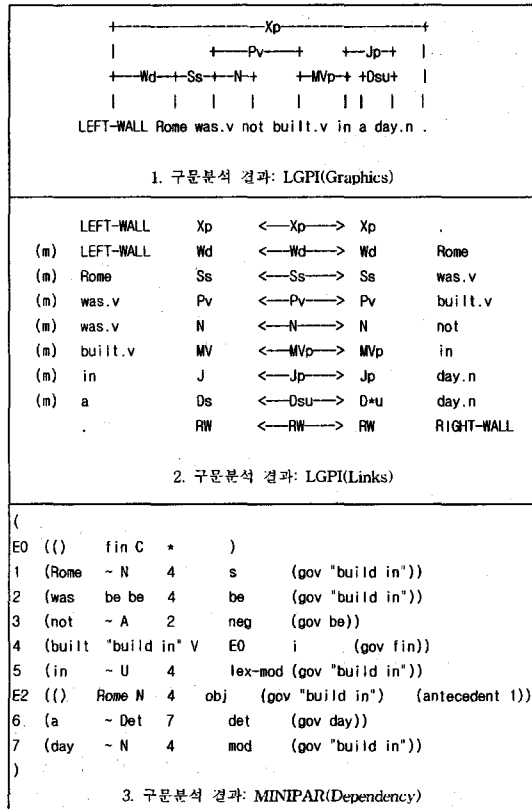 +————————Xp————————+
| +——Pv——+ +—Jp—+ |
+——Wd—+—Ss—+—N—+ +—MVp—+ +Dsu+ |
| | | | | | | | |
LEFT-WALL Rome was.v not built.v in a day.n .
1. 구문분석 결과: LGPI(Graphics)
LEFT-WALL Xp <——Xp——> Xp .
(m) LEFT-WALL Wd <——Wd——> Wd Rome
(m) Rome Ss <——Ss——> Ss was.v
(m) was.v Pv <——Pv——> Pv built.v
(m) was.v N <——N——> N not
(m) built.v MV <——MVp——> MVp in
(m) in J <——Jp——> Jp day.n
(m) a Ds <——Dsu——> D*u day.n
. RW <——RW——> RW RIGHT-WALL
2. 구문분석 결과: LGPI(Links)
(
E0 (() fin C * )
1 (Rome ~ N 4 s (gov "build in"))
2 (was be be 4 be (gov "build in"))
3 (not ~ A 2 neg (gov be))
4 (built "build in" V E0 i (gov fin))
5 (in ~ U 4 lex-mod (gov "build in"))
E2 (() Rome N 4 obj (gov "build in") (antecedent 1))
6 (a ~ Det 7 det (gov day))
7 (day ~ N 4 mod (gov "build in"))
)
3. 구문분석 결과: MINIPAR(Dependency)